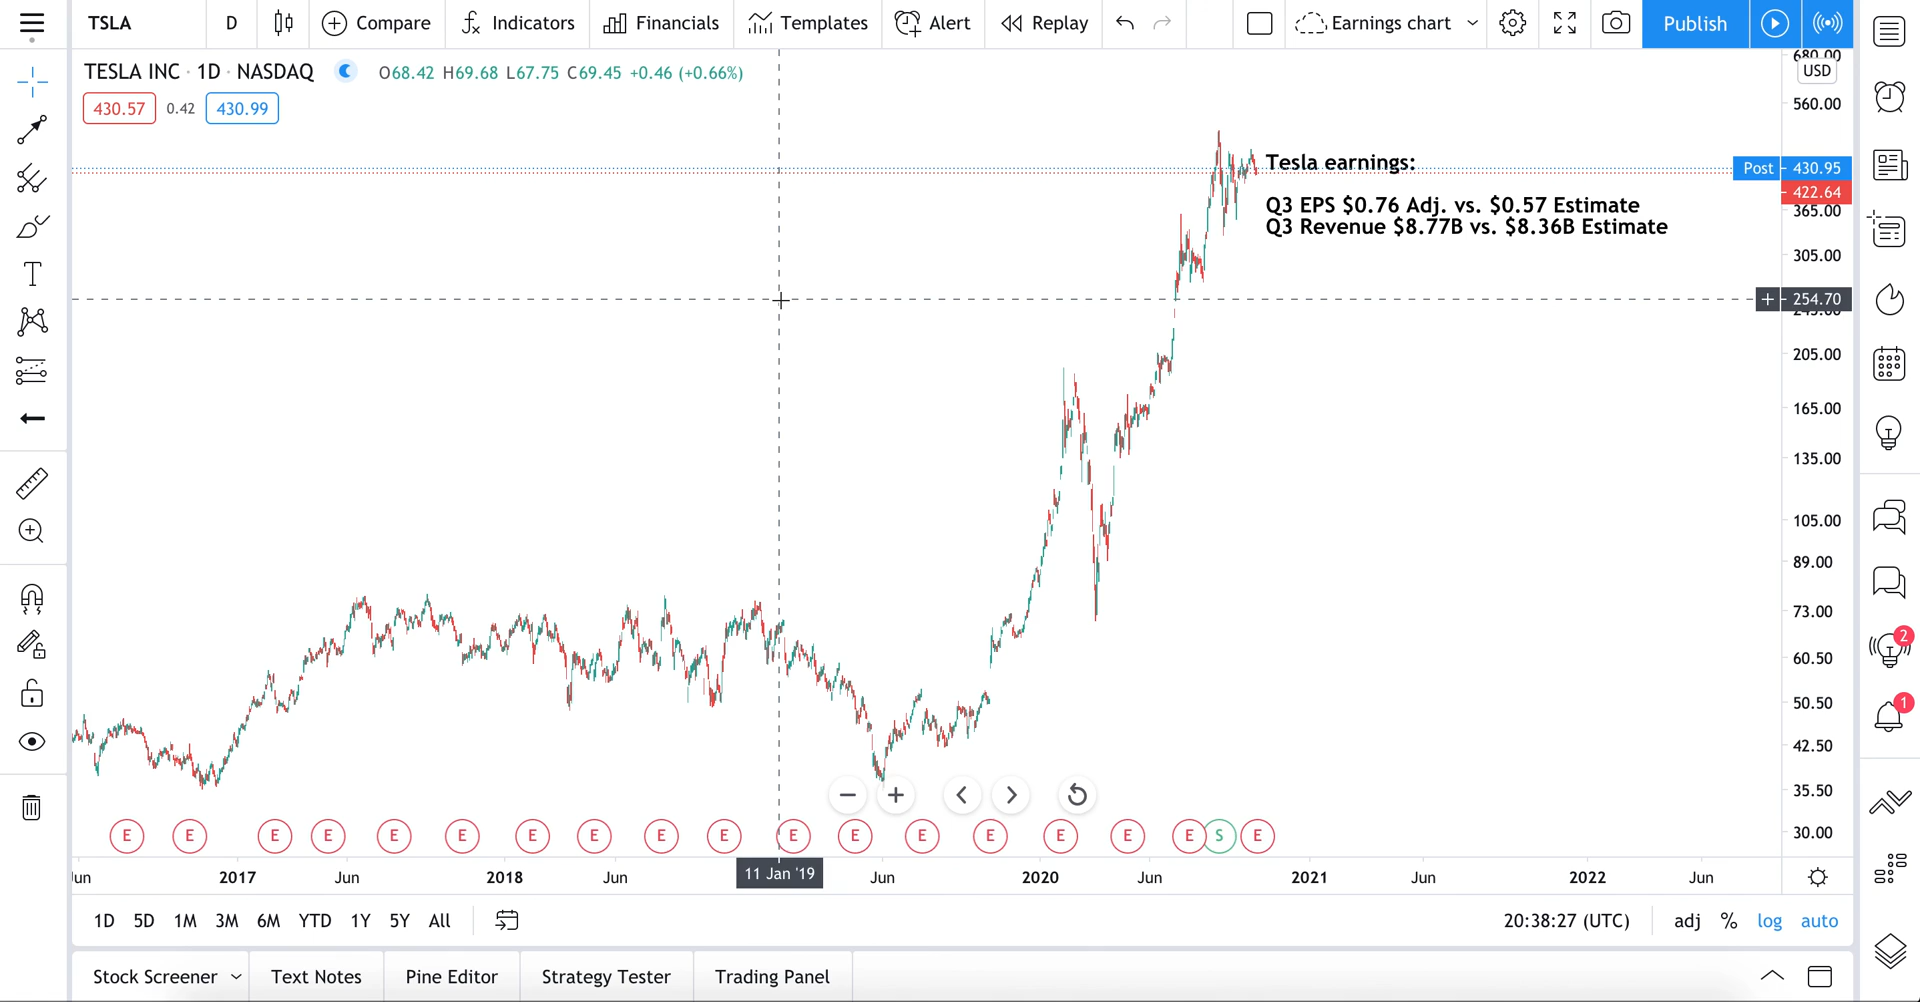 TSLA
D
Compare
Indicators
Financials
Templates
Alert
Replay
Earnings chart
Publish
TESLA INC · 1D · NASDAQ
O68.42 H69.68 L67.75 C69.45 +0.46 (+0.66%)
430.57 0.42 430.99
Tesla earnings:
Q3 EPS $0.76 Adj. vs. $0.57 Estimate
Q3 Revenue $8.77B vs. $8.36B Estimate
680.00
USD
560.00
Post 430.95
422.64
365.00
305.00
254.70
245.00
205.00
165.00
135.00
105.00
89.00
73.00
60.50
50.50
42.50
35.50
30.00
2
1
E E E E E E E E E E E E E E E E E S E
Jun 2017 Jun 2018 Jun 11 Jan '19 Jun 2020 Jun 2021 Jun 2022 Jun
1D 5D 1M 3M 6M YTD 1Y 5Y All
20:38:27 (UTC) adj % log auto
Stock Screener Text Notes Pine Editor Strategy Tester Trading Panel